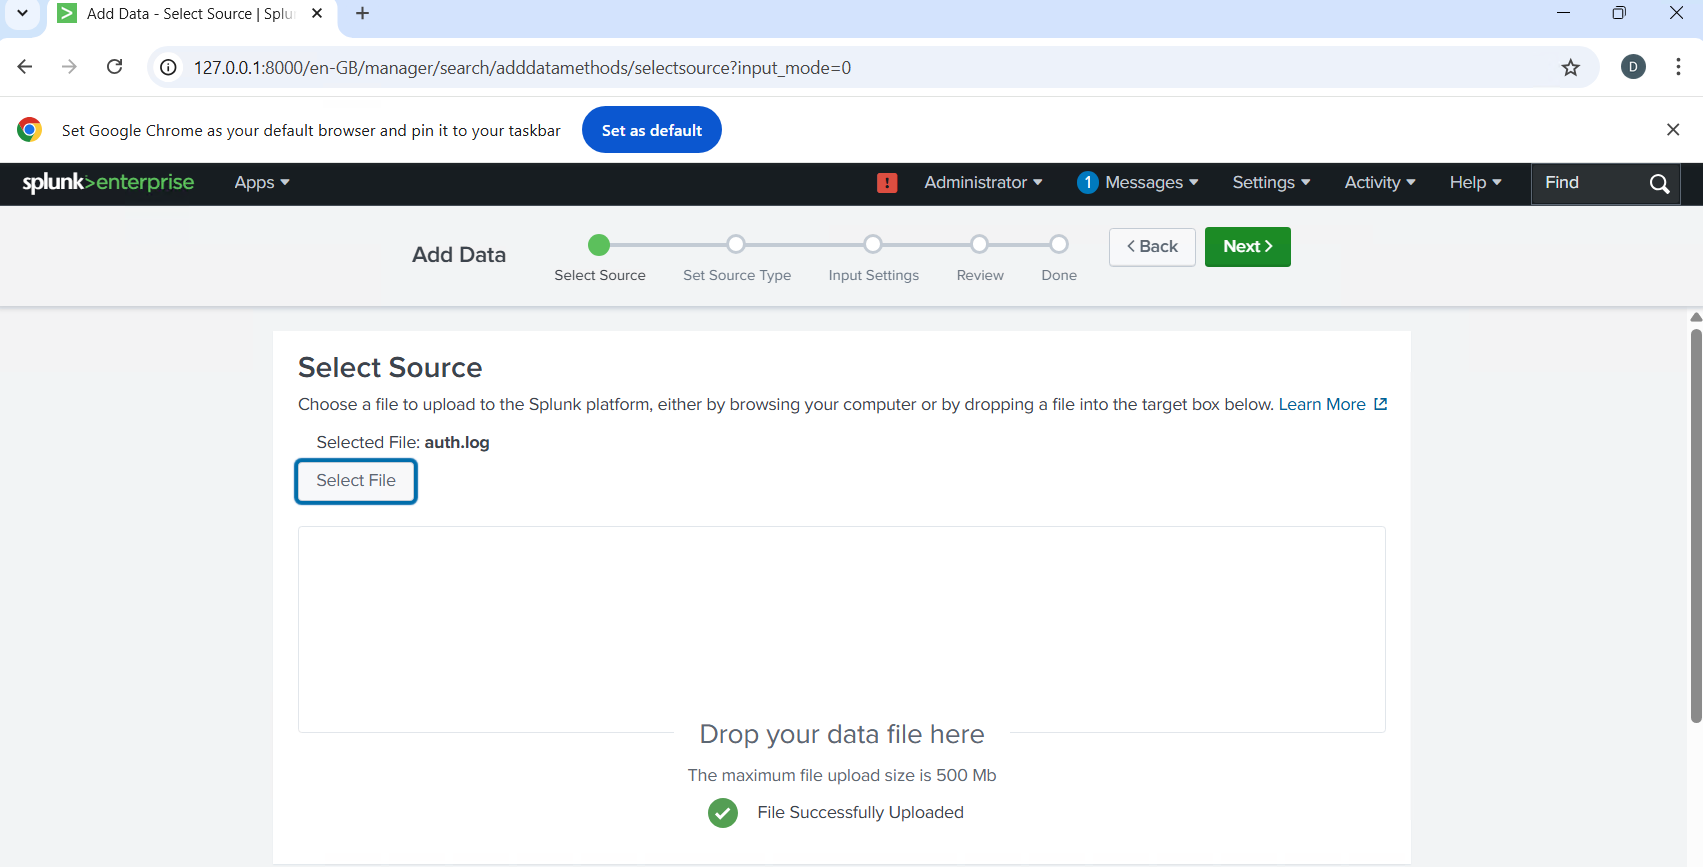 Add Data - Select Source | Splu
127.0.0.1:8000/en-GB/manager/search/adddatamethods/selectsource?input_mode=0
D
Set Google Chrome as your default browser and pin it to your taskbar
Set as default
splunk>enterprise
Apps
!
Administrator
1
Messages
Settings
Activity
Help
Find
Add Data
Select Source
Set Source Type
Input Settings
Review
Done
< Back
Next >
Select Source
Choose a file to upload to the Splunk platform, either by browsing your computer or by dropping a file into the target box below. Learn More
Selected File: auth.log
Select File
Drop your data file here
The maximum file upload size is 500 Mb
File Successfully Uploaded